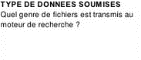 TYPE DE DONNEES SOUMISES
Quel genre de fichiers est transmis au
moteur de recherche ?